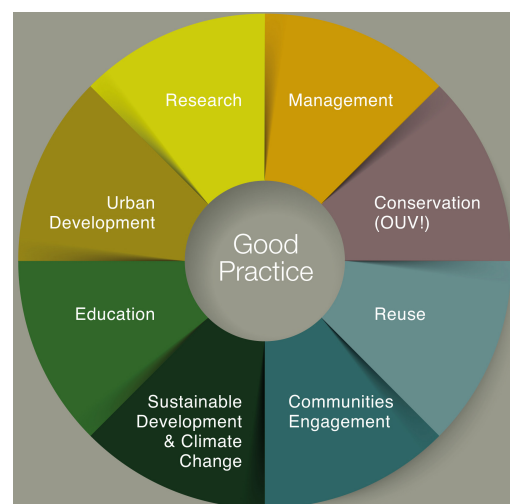 Research
Management
Conservation
(OUV!)
Reuse
Communities
Engagement
Sustainable
Development
& Climate
Change
Education
Urban
Development
Good
Practice